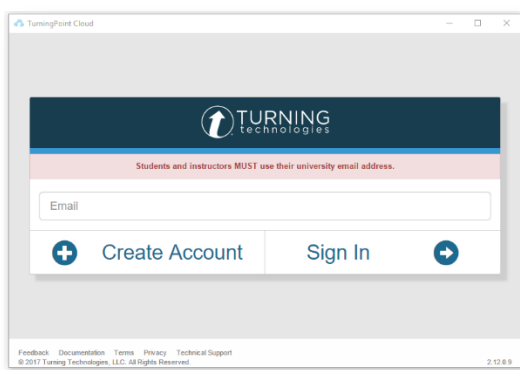 TurningPoint Cloud
TURNING
technologies
Students and instructors MUST use their university email address.
Email
Create Account Sign In
Feedback Documentation Terms Privacy Technical Support
© 2017 Turning Technologies, LLC. All Rights Reserved 2.12.0.9